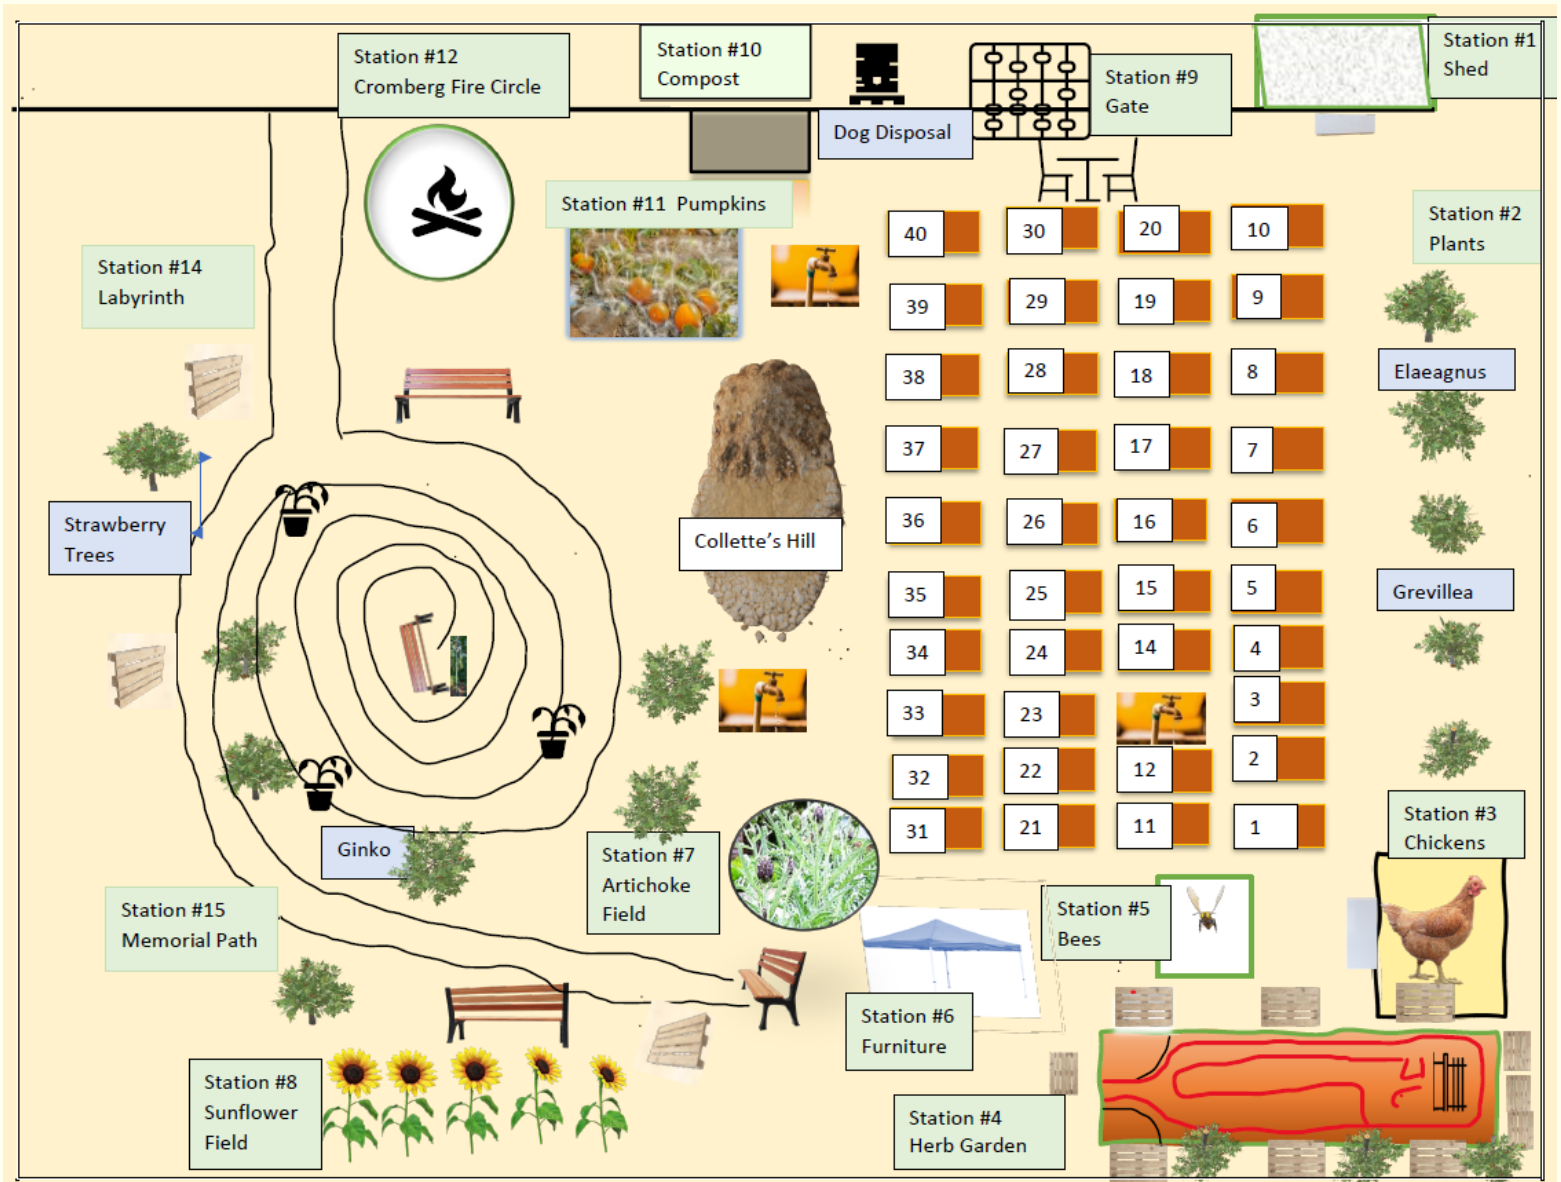 Station #12
Cromberg Fire Circle
Station #10
Compost
Station #9
Gate
Station #1
Shed
Dog Disposal
Station #11 Pumpkins
Station #2
Plants
Station #14
Labyrinth
40
30
20
10
39
29
19
9
38
28
18
8
Elaeagnus
37
27
17
7
Strawberry
Trees
Collette's Hill
36
26
16
6
35
25
15
5
Grevillea
34
24
14
4
33
23
3
32
22
12
2
31
21
11
1
Station #3
Chickens
Ginko
Station #7
Artichoke
Field
Station #15
Memorial Path
Station #5
Bees
Station #6
Furniture
Station #8
Sunflower
Field
Station #4
Herb Garden